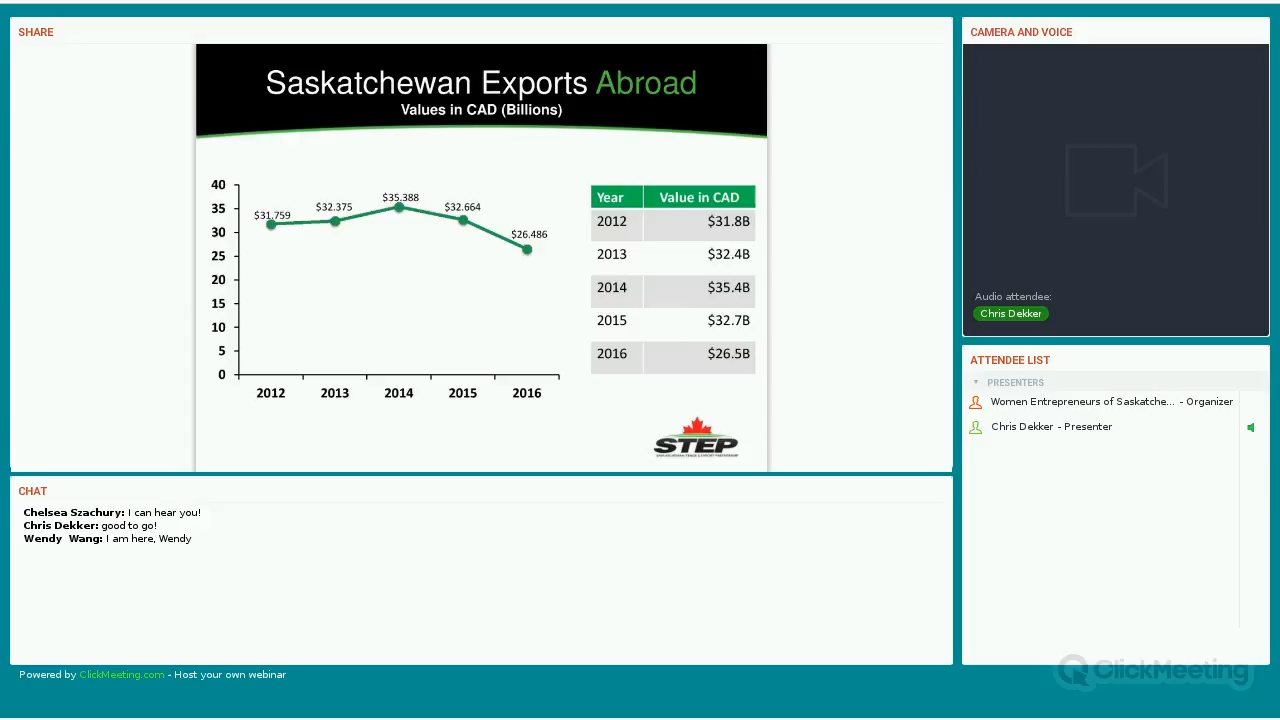 SHARE
Saskatchewan Exports Abroad
Values in CAD (Billions)
40
35
30
25
20
15
10
5
0
$31.759
$32.375
$35.388
$32.664
$26.486
2012
2013
2014
2015
2016
Year Value in CAD
2012 $31.8B
2013 $32.4B
2014 $35.4B
2015 $32.7B
2016 $26.5B
STEP
SASKATCHEWAN TRADE & EXPORT PARTNERSHIP
CAMERA AND VOICE
Audio attendee:
Chris Dekker
ATTENDEE LIST
PRESENTERS
Women Entrepreneurs of Saskatche... - Organizer
Chris Dekker - Presenter
CHAT
Chelsea Szachury: I can hear you!
Chris Dekker: good to go!
Wendy Wang: I am here, Wendy
Powered by ClickMeeting.com - Host your own webinar
ClickMeeting